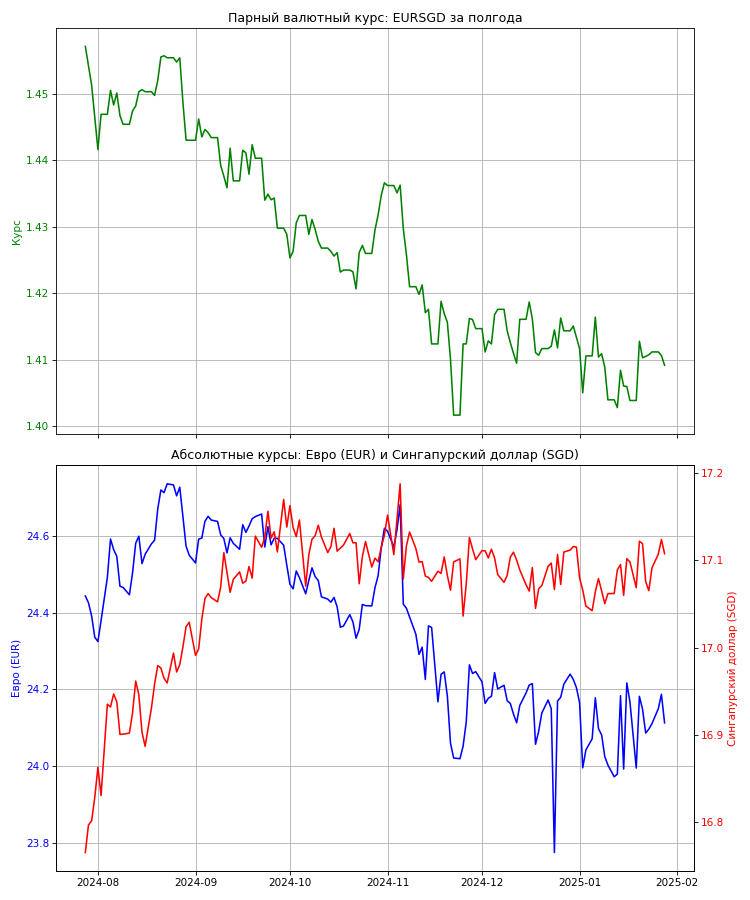 Парный валютный курс: EURSGD за полгода
1.45
1.44
1.43
1.42
1.41
1.40
Курс
Абсолютные курсы: Евро (EUR) и Сингапурский доллар (SGD)
24.6
24.4
24.2
24.0
23.8
Евро (EUR)
17.2
17.1
17.0
16.9
16.8
Сингапурский доллар (SGD)
2024-08 2024-09 2024-10 2024-11 2024-12 2025-01 2025-02